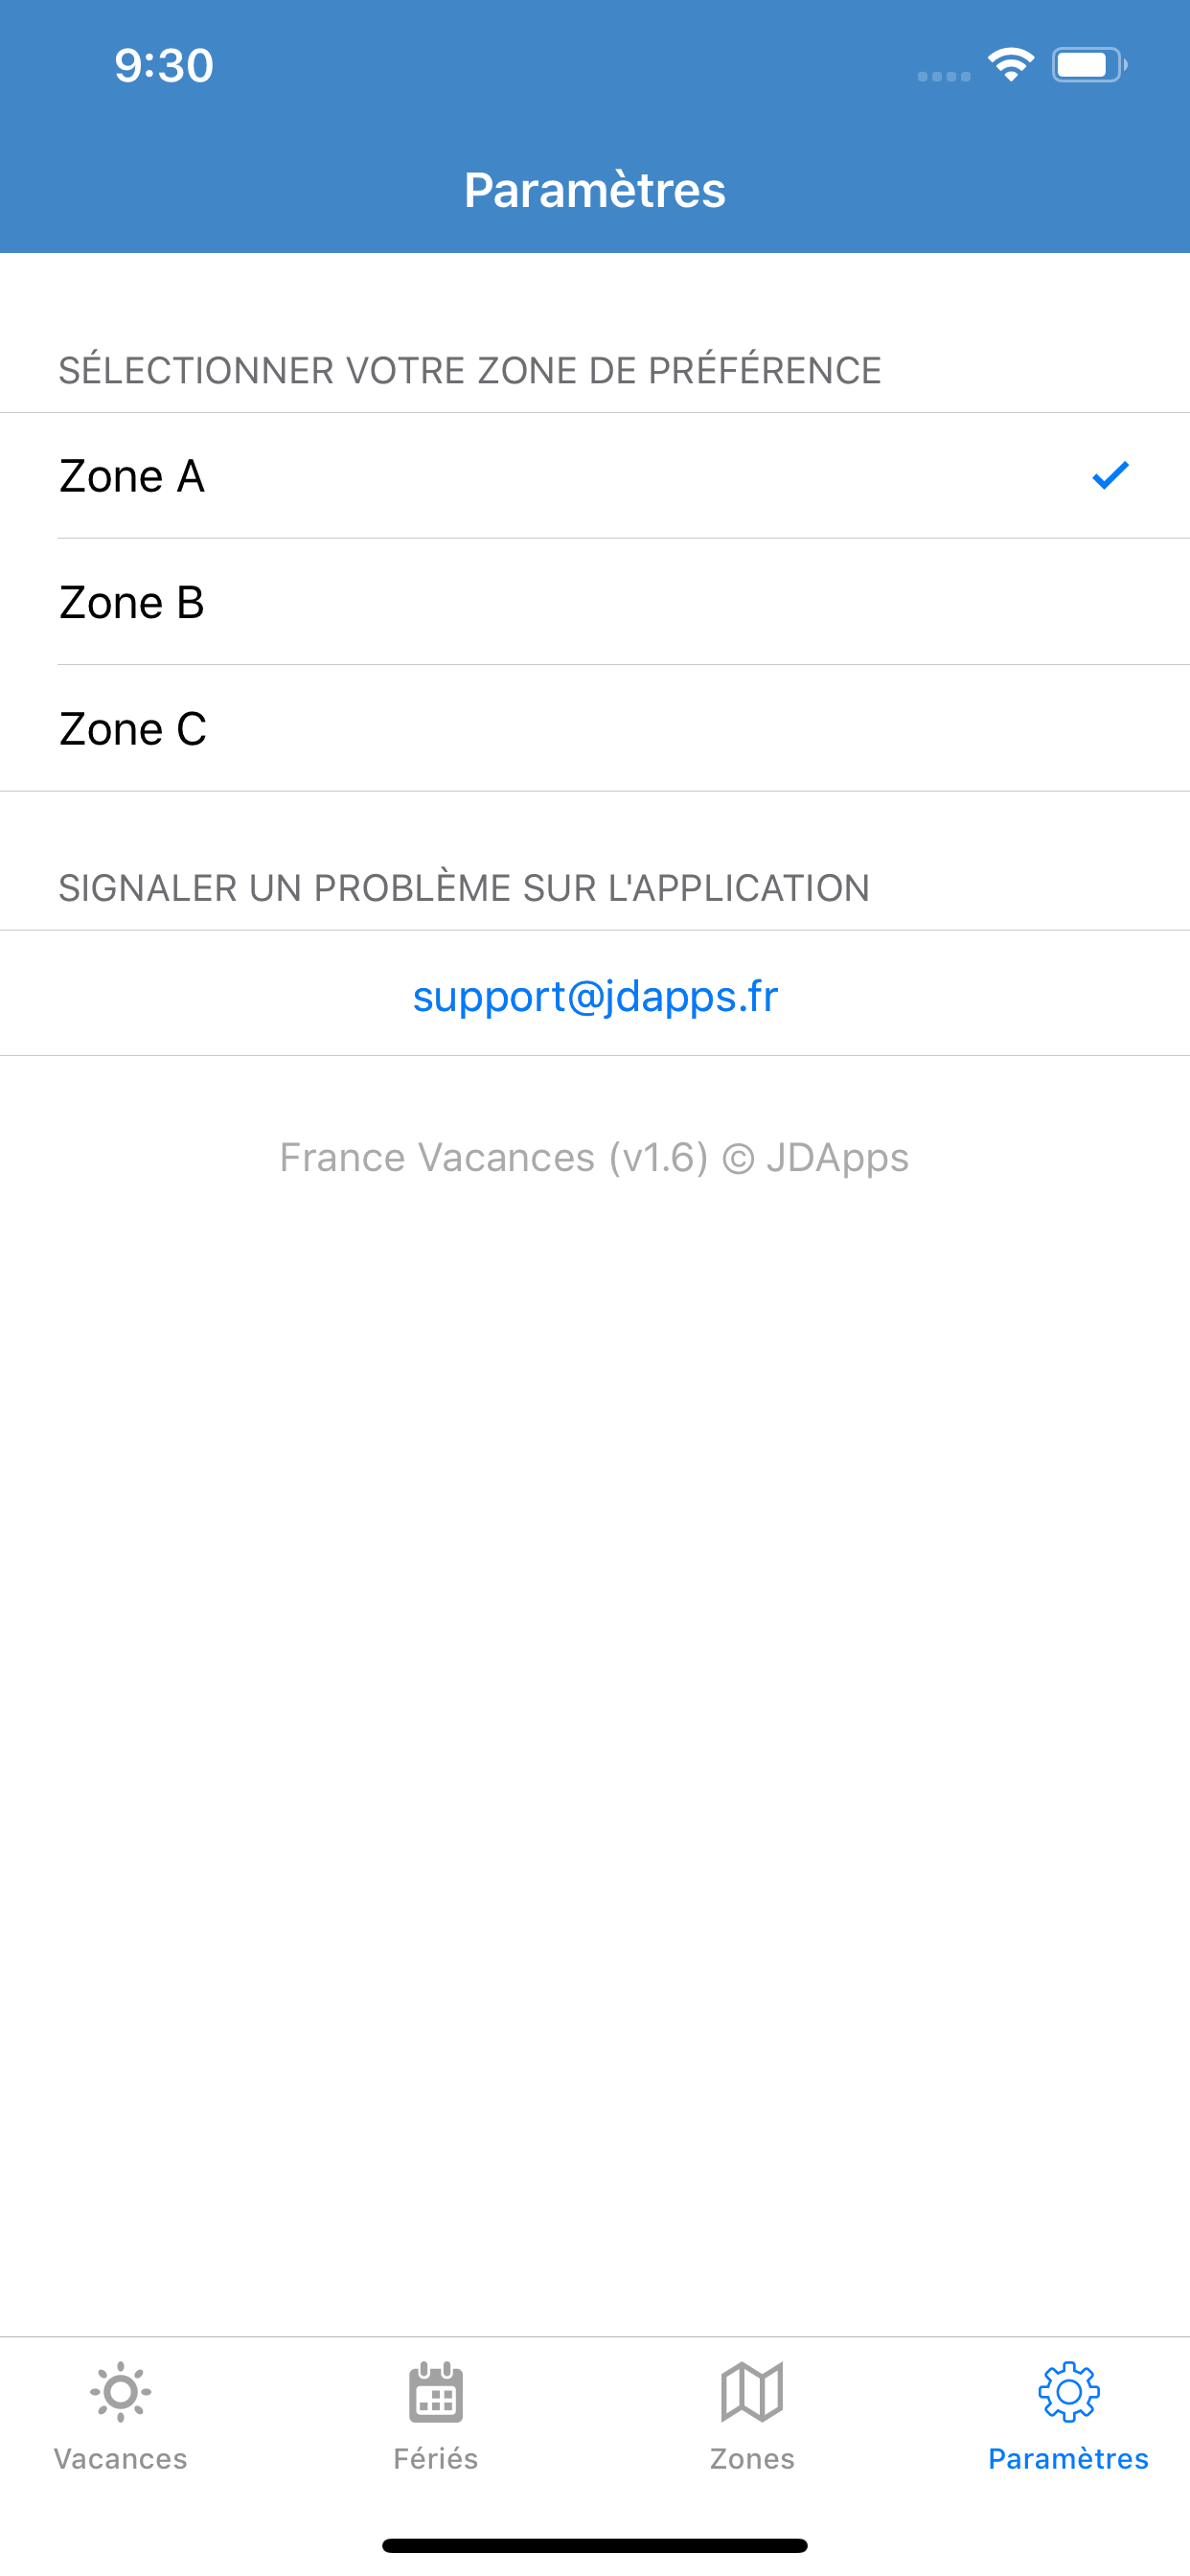 9:30
Paramètres
SÉLECTIONNER VOTRE ZONE DE PRÉFÉRENCE
Zone A
Zone B
Zone C
SIGNALER UN PROBLÈME SUR L'APPLICATION
support@jdapps.fr
France Vacances (v1.6) © JDApps
Vacances
Fériés
Zones
Paramètres